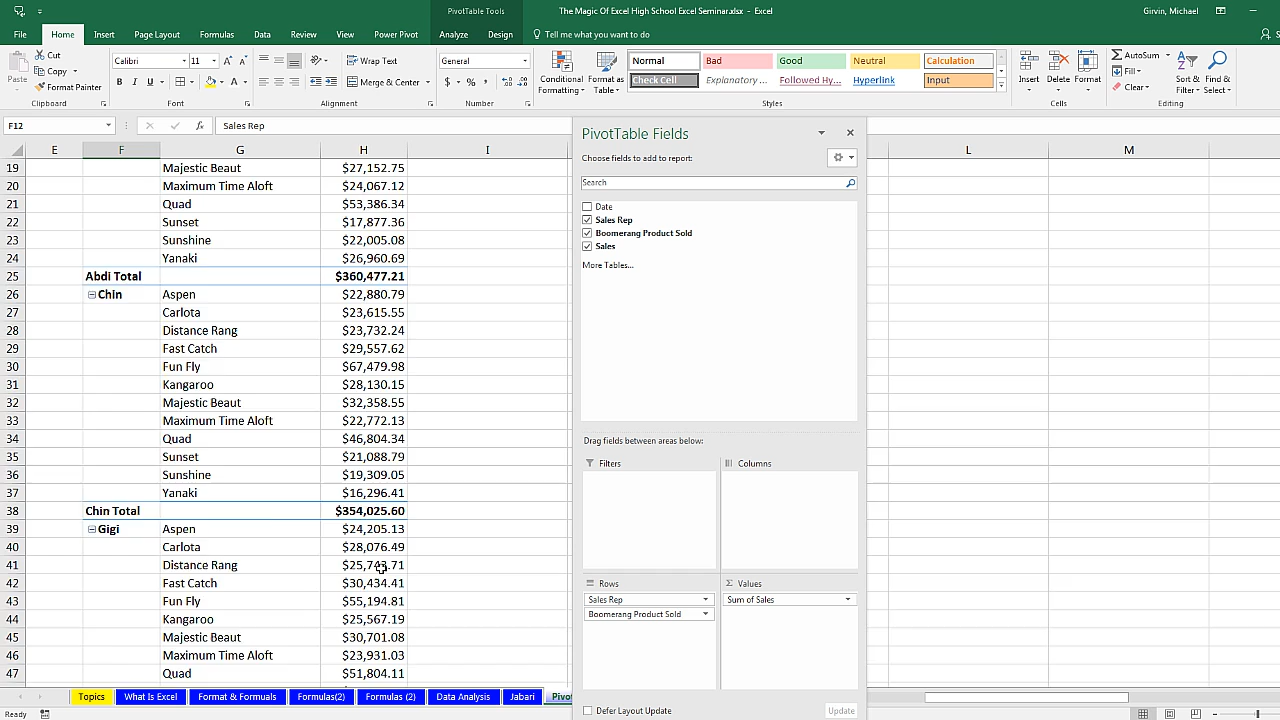 PivotTable Tools
The Magic Of Excel High School Excel Seminar.xlsx - Excel
Girvin, Michael
File Home Insert Page Layout Formulas Data Review View Power Pivot Analyze Design Tell me what you want to do
Paste
Cut
Copy
Format Painter
Clipboard
Calibri 11
B I U
Font
Wrap Text
Merge & Center
Alignment
General
$ % ,
Number
Conditional Formatting
Format as Table
Normal Bad Good Neutral Calculation
Check Cell Explanatory ... Followed Hy... Hyperlink Input
Styles
Insert Delete Format
Cells
AutoSum
Fill
Clear
Sort & Filter
Find & Select
Editing
F12 fx Sales Rep
E F G H I L M
19 Majestic Beaut $27,152.75
20 Maximum Time Aloft $24,067.12
21 Quad $53,386.34
22 Sunset $17,877.36
23 Sunshine $22,005.08
24 Yanaki $26,960.69
25 Abdi Total $360,477.21
26 Chin Aspen $22,880.79
27 Carlota $23,615.55
28 Distance Rang $23,732.24
29 Fast Catch $29,557.62
30 Fun Fly $67,479.98
31 Kangaroo $28,130.15
32 Majestic Beaut $32,358.55
33 Maximum Time Aloft $22,772.13
34 Quad $46,804.34
35 Sunset $21,088.79
36 Sunshine $19,309.05
37 Yanaki $16,296.41
38 Chin Total $354,025.60
39 Gigi Aspen $24,205.13
40 Carlota $28,076.49
41 Distance Rang $25,743.71
42 Fast Catch $30,434.41
43 Fun Fly $55,194.81
44 Kangaroo $25,567.19
45 Majestic Beaut $30,701.08
46 Maximum Time Aloft $23,931.03
47 Quad $51,804.11
PivotTable Fields
Choose fields to add to report:
Search
Date
Sales Rep
Boomerang Product Sold
Sales
More Tables...
Drag fields between areas below:
Filters
Columns
Rows
Sales Rep
Boomerang Product Sold
Values
Sum of Sales
Defer Layout Update
Update
Topics What Is Excel Format & Formuals Formulas(2) Formulas (2) Data Analysis Jabari Pivot
Ready